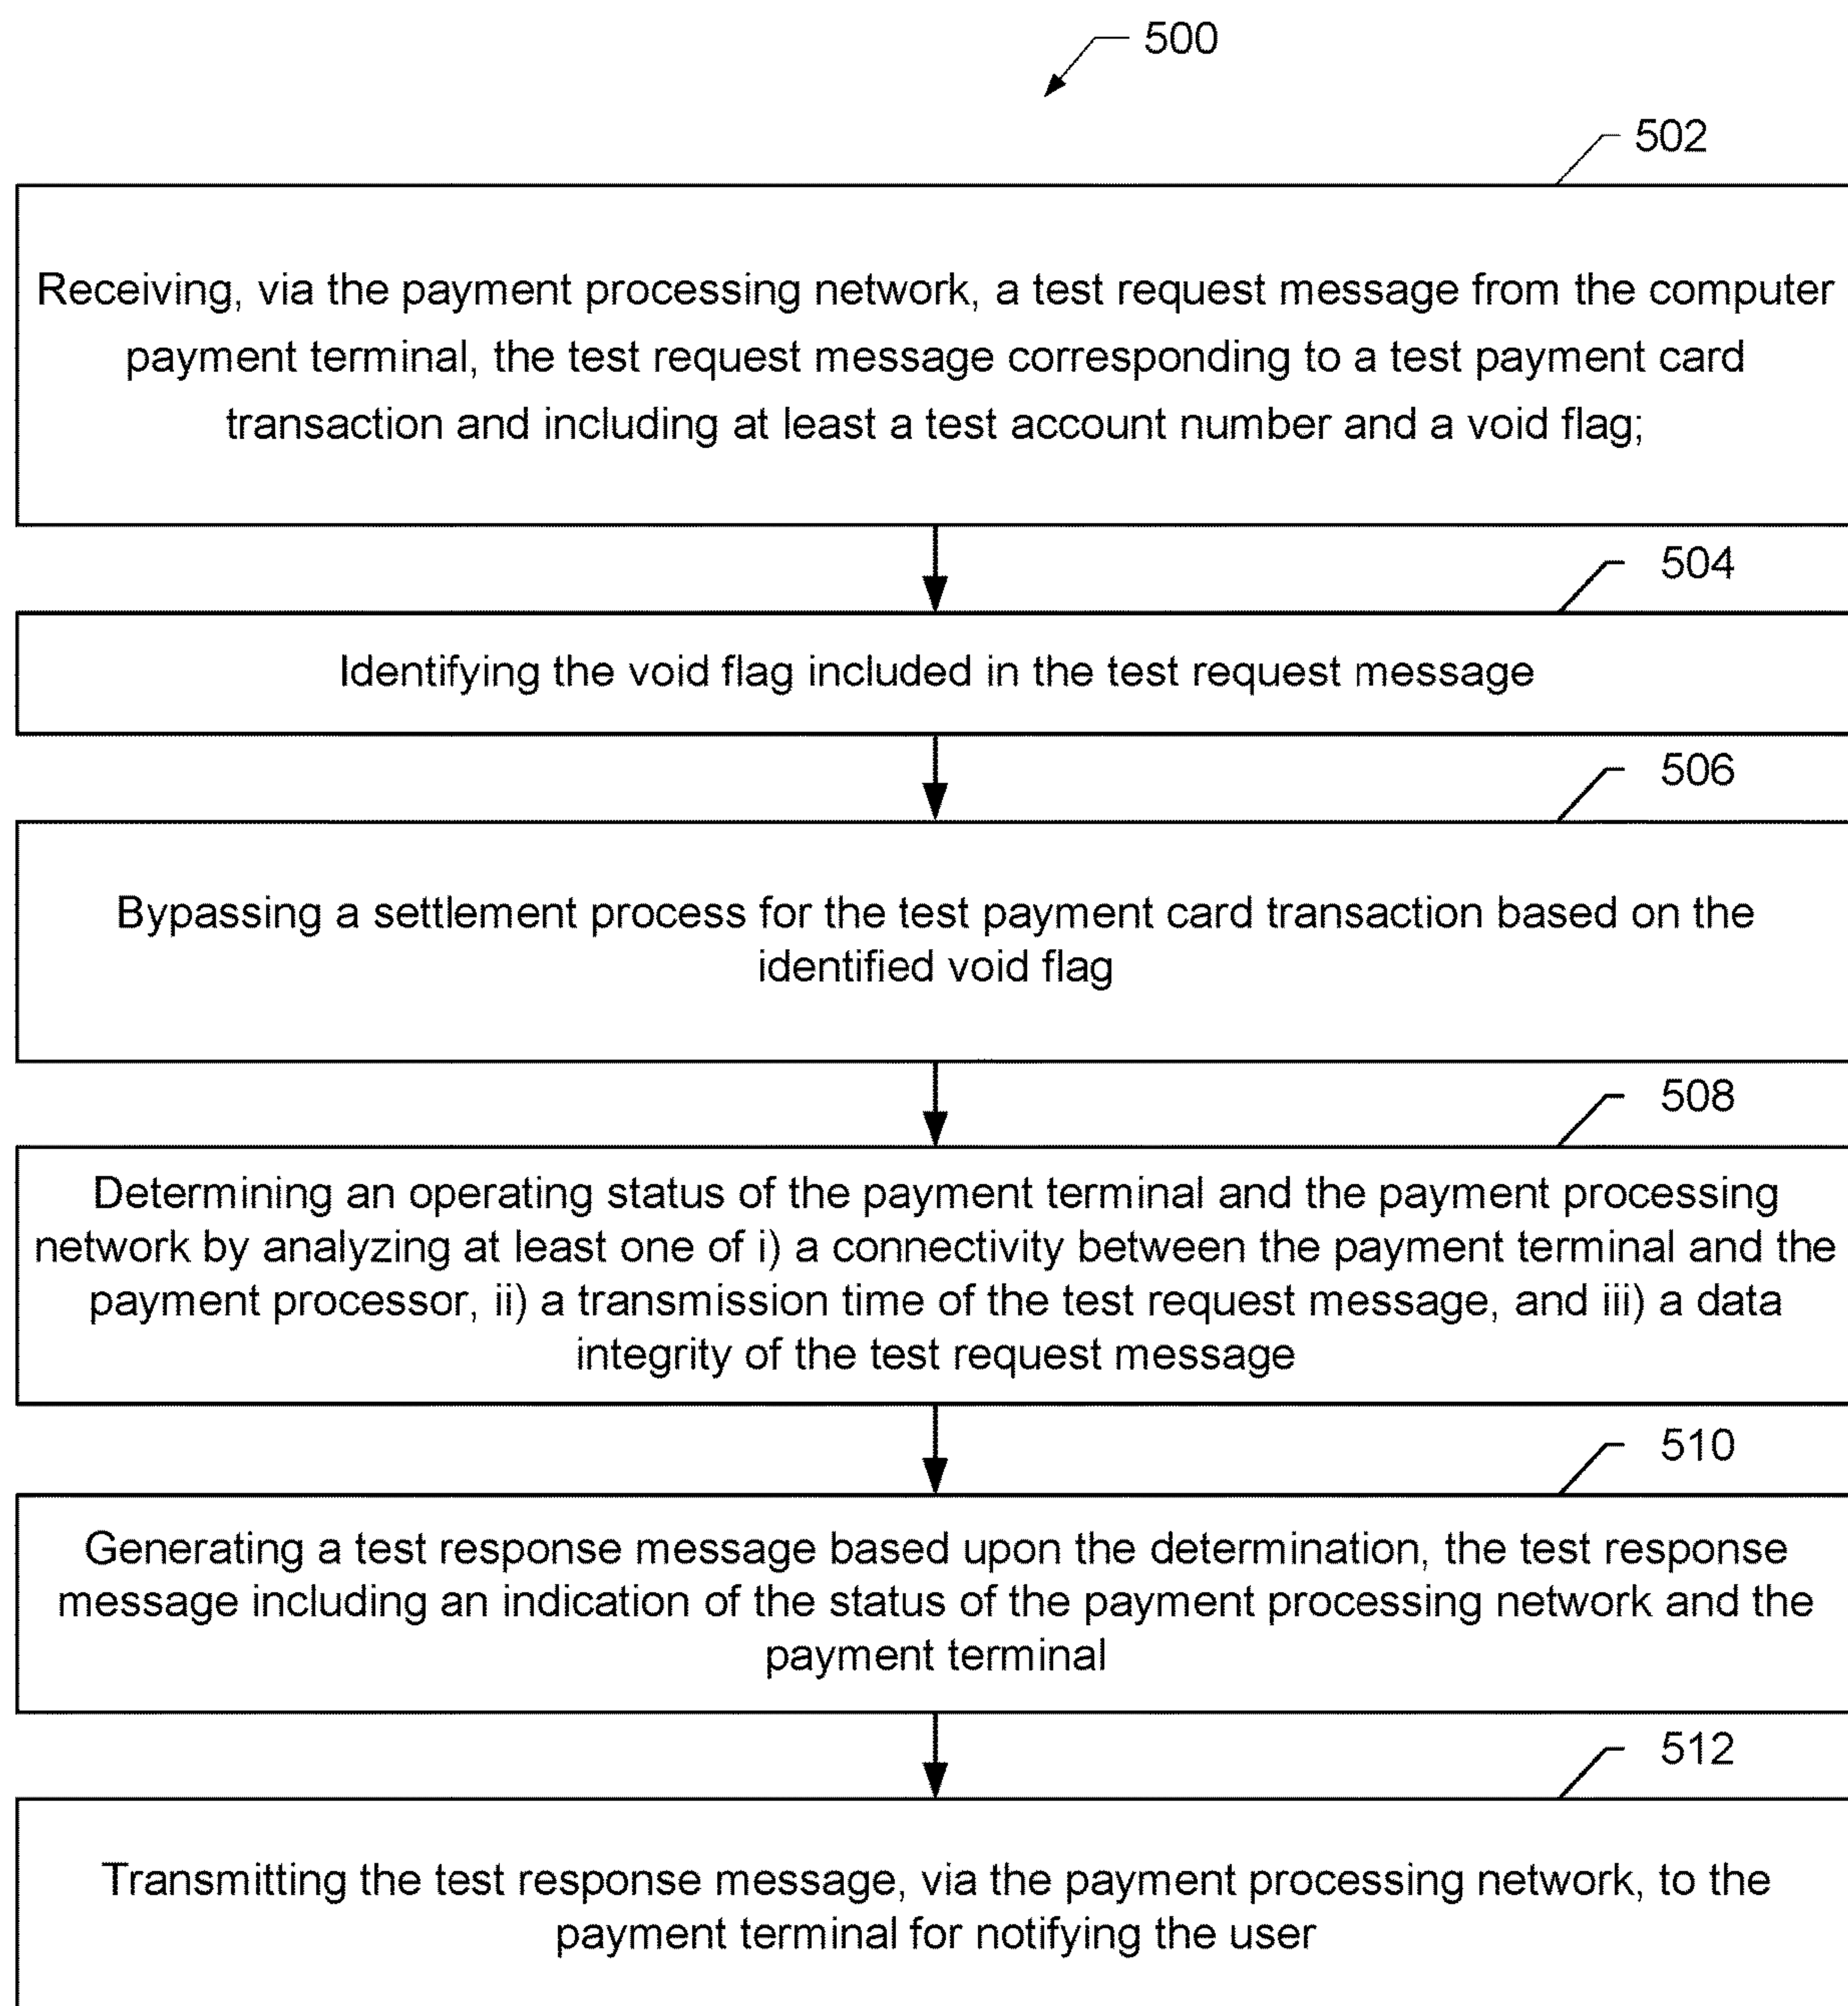 500
502
Receiving, via the payment processing network, a test request message from the computer
payment terminal, the test request message corresponding to a test payment card
transaction and including at least a test account number and a void flag;
504
Identifying the void flag included in the test request message
506
Bypassing a settlement process for the test payment card transaction based on the
identified void flag
508
Determining an operating status of the payment terminal and the payment processing
network by analyzing at least one of i) a connectivity between the payment terminal and the
payment processor, ii) a transmission time of the test request message, and iii) a data
integrity of the test request message
510
Generating a test response message based upon the determination, the test response
message including an indication of the status of the payment processing network and the
payment terminal
512
Transmitting the test response message, via the payment processing network, to the
payment terminal for notifying the user